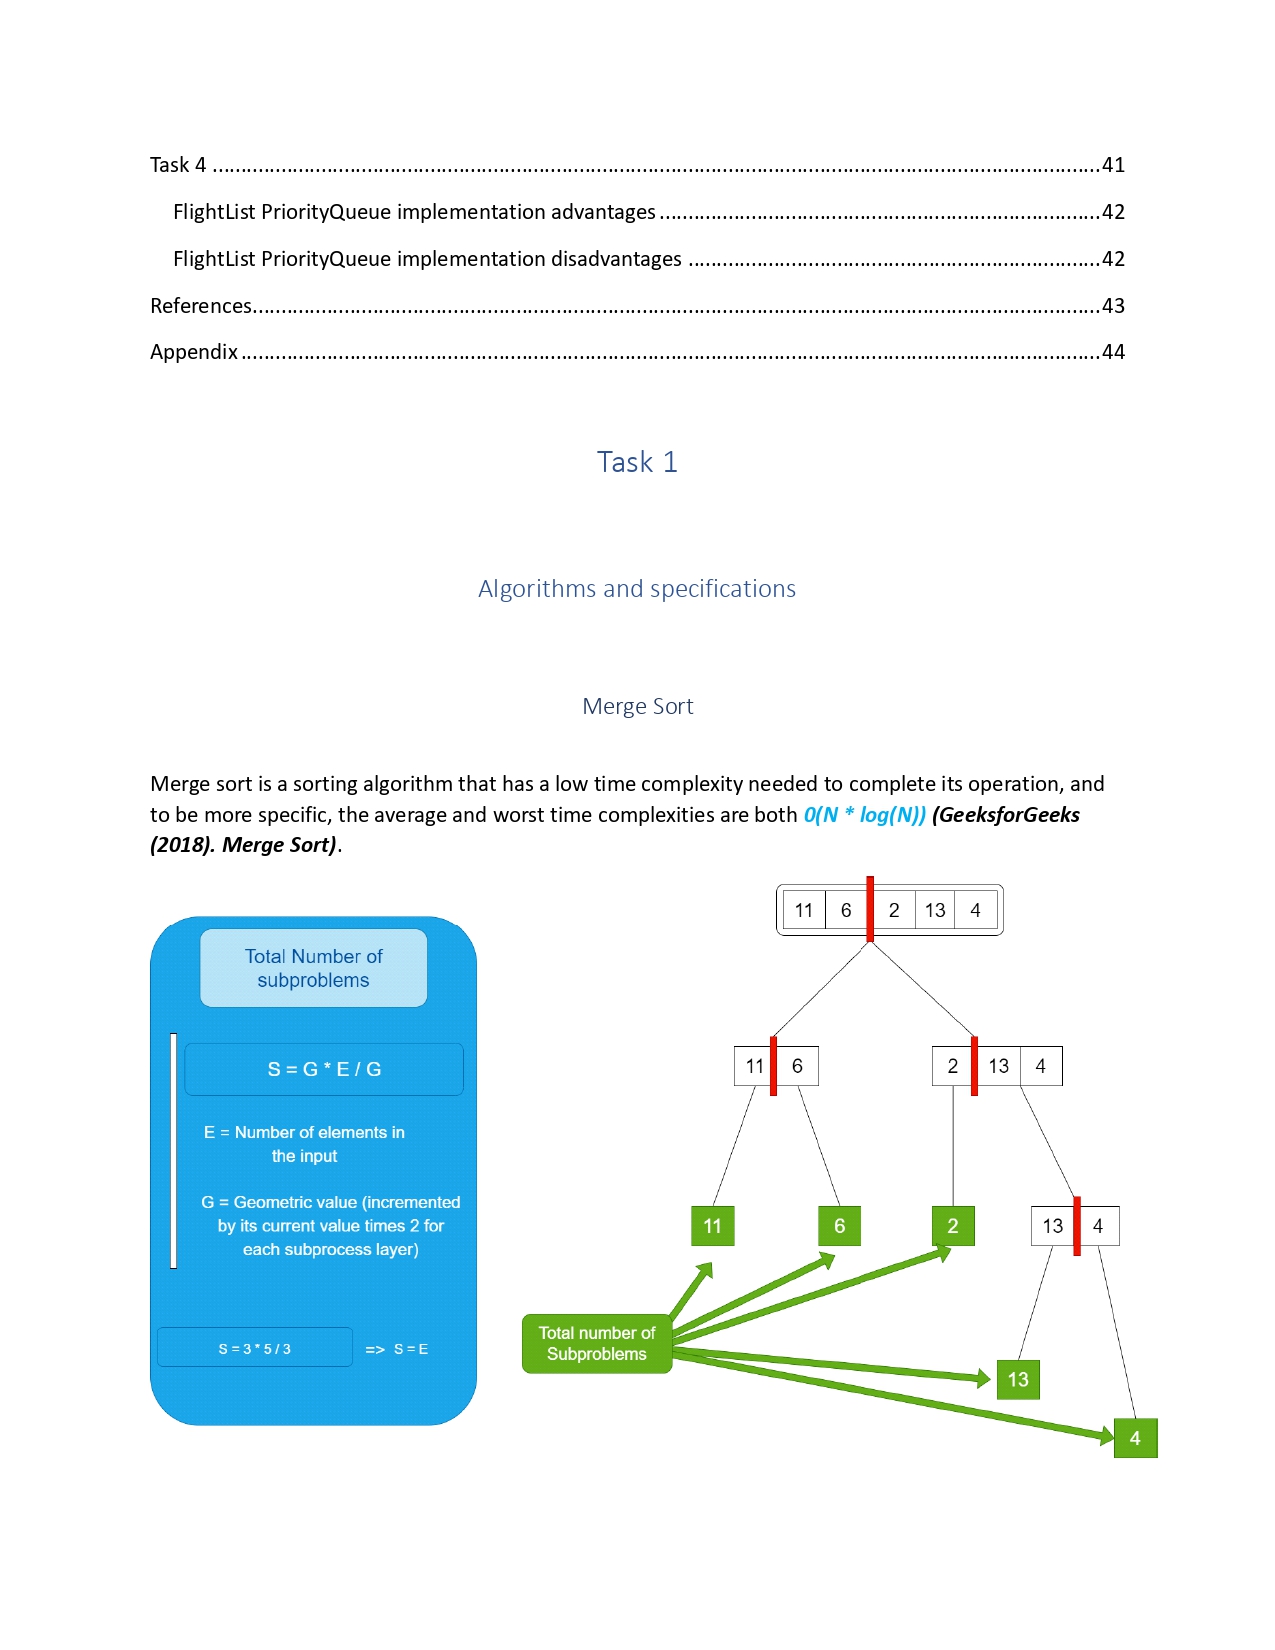 Task 4 ........................................................................................................................................................41
FlightList PriorityQueue implementation advantages ............................................................................42
FlightList PriorityQueue implementation disadvantages .......................................................................42
References..................................................................................................................................................43
Appendix ....................................................................................................................................................44
Task 1
Algorithms and specifications
Merge Sort
Merge sort is a sorting algorithm that has a low time complexity needed to complete its operation, and
to be more specific, the average and worst time complexities are both 0(N * log(N)) (GeeksforGeeks
(2018). Merge Sort).
Total Number of
subproblems
S = G * E / G
E = Number of elements in
the input
G = Geometric value (incremented
by its current value times 2 for
each subprocess layer)
S = 3 * 5 / 3 => S = E
11 6 2 13 4
11 6 2 13 4
11 6 2 13 4
Total number of
Subproblems
13
4